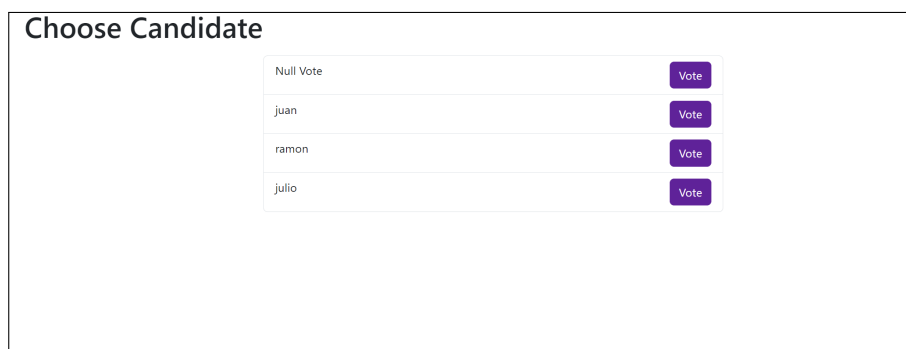 Choose Candidate
Null Vote Vote
juan Vote
ramon Vote
julio Vote